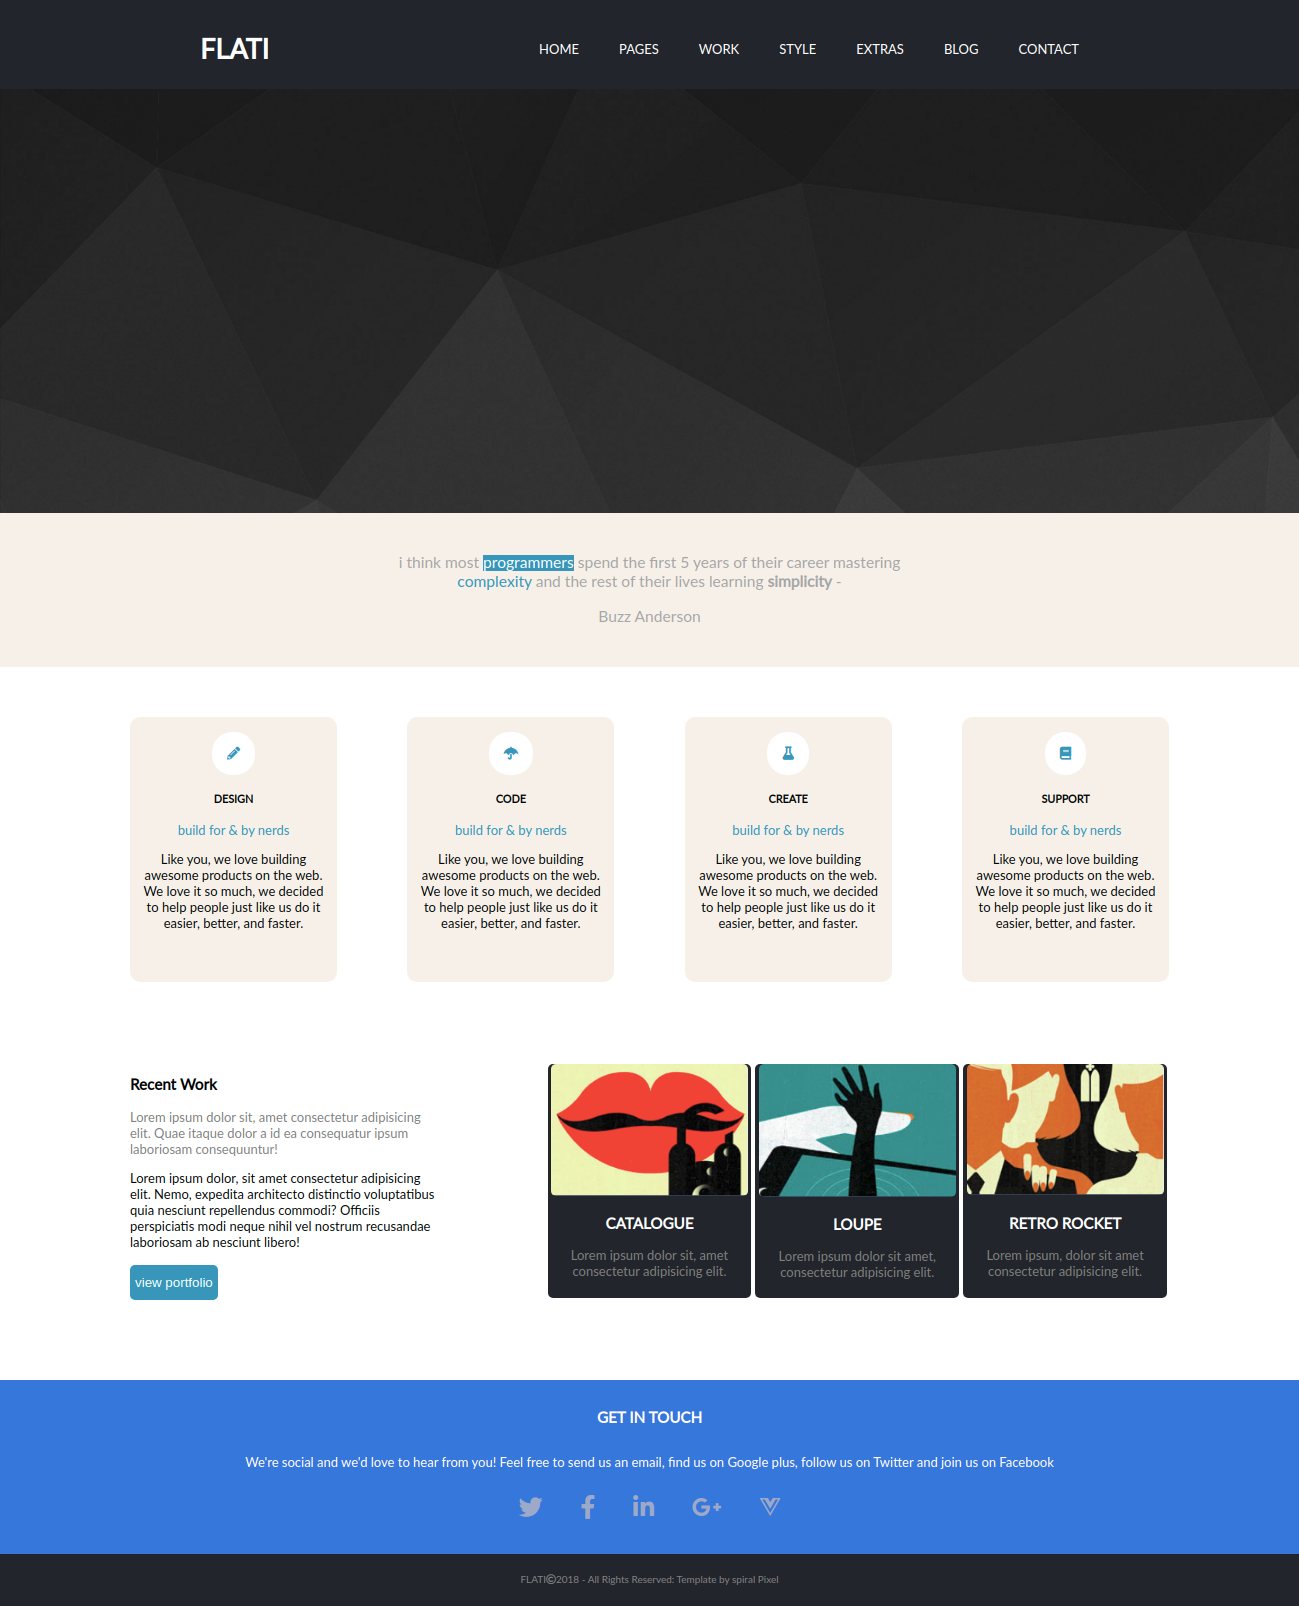 FLATI
HOME PAGES WORK STYLE EXTRAS BLOG CONTACT
i think most programmers spend the first 5 years of their career mastering
complexity and the rest of their lives learning simplicity -
Buzz Anderson
DESIGN
build for & by nerds
Like you, we love building
awesome products on the web.
We love it so much, we decided
to help people just like us do it
easier, better, and faster.
CODE
build for & by nerds
Like you, we love building
awesome products on the web.
We love it so much, we decided
to help people just like us do it
easier, better, and faster.
CREATE
build for & by nerds
Like you, we love building
awesome products on the web.
We love it so much, we decided
to help people just like us do it
easier, better, and faster.
SUPPORT
build for & by nerds
Like you, we love building
awesome products on the web.
We love it so much, we decided
to help people just like us do it
easier, better, and faster.
Recent Work
Lorem ipsum dolor sit, amet consectetur adipisicing
elit. Quae itaque dolor a id ea consequatur ipsum
laboriosam consequuntur!
Lorem ipsum dolor, sit amet consectetur adipisicing
elit. Nemo, expedita architecto distinctio voluptatibus
quia nesciunt repellendus commodi? Officiis
perspiciatis modi neque nihil vel nostrum recusandae
laboriosam ab nesciunt libero!
view portfolio
CATALOGUE
Lorem ipsum dolor sit, amet
consectetur adipisicing elit.
LOUPE
Lorem ipsum dolor sit amet,
consectetur adipisicing elit.
RETRO ROCKET
Lorem ipsum, dolor sit amet
consectetur adipisicing elit.
GET IN TOUCH
We're social and we'd love to hear from you! Feel free to send us an email, find us on Google plus, follow us on Twitter and join us on Facebook
FLATI©2018 - All Rights Reserved: Template by spiral Pixel